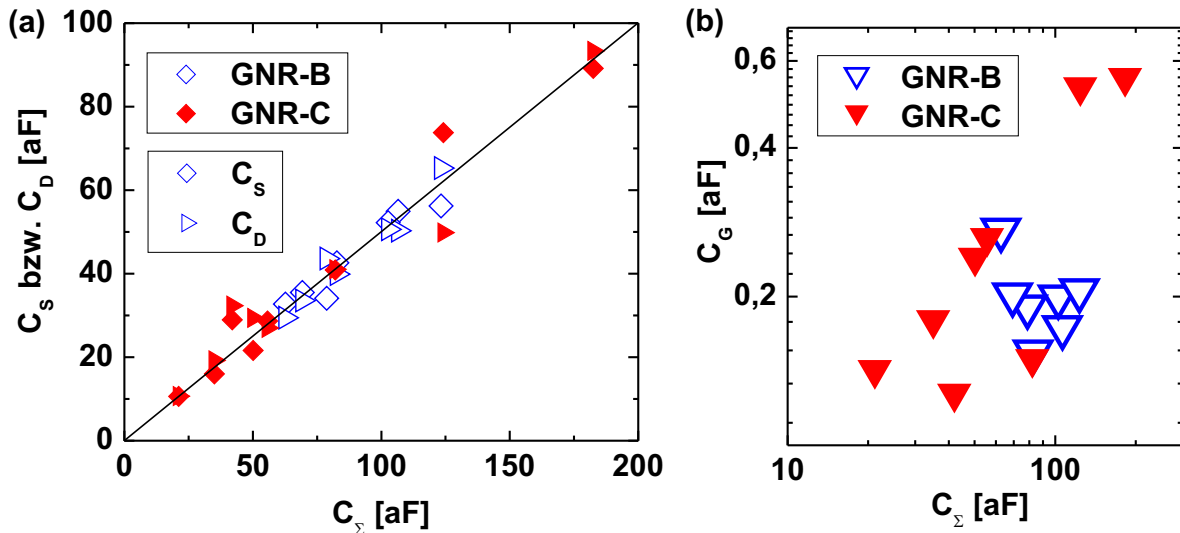 (a)
100
80
60
40
20
0
C_S bzw. C_D [aF]
GNR-B
GNR-C
C_S
C_D
0 50 100 150 200
C_Σ [aF]
(b)
0,6
0,4
0,2
C_G [aF]
GNR-B
GNR-C
10 100
C_Σ [aF]